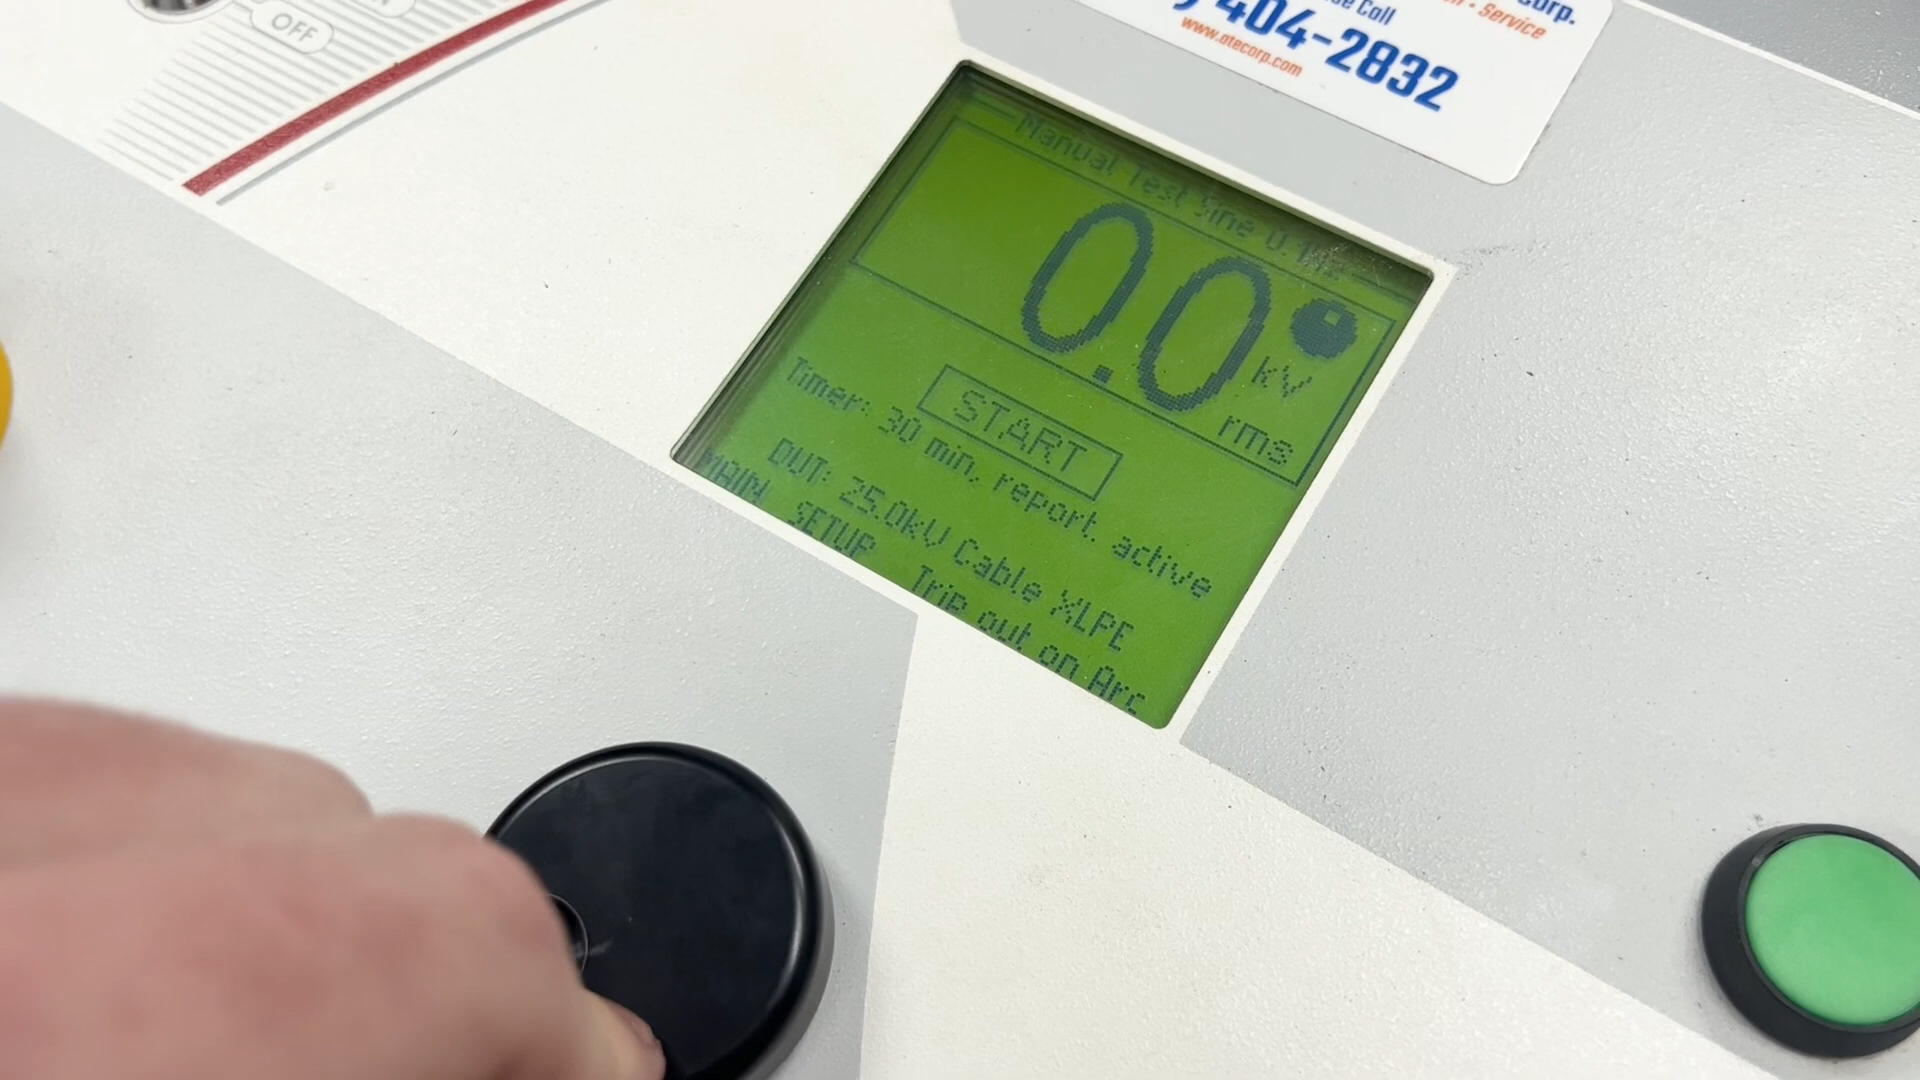 OFF
Corp.
Service
Call
404-2832
www.atecorp.com
Manual Test Sine 0.1Hz
0.0 kV
rms
START
Timer: 30 min, report active
DUT: 25.0kV Cable XLPE
MAIN SETUP Trip out on Arc